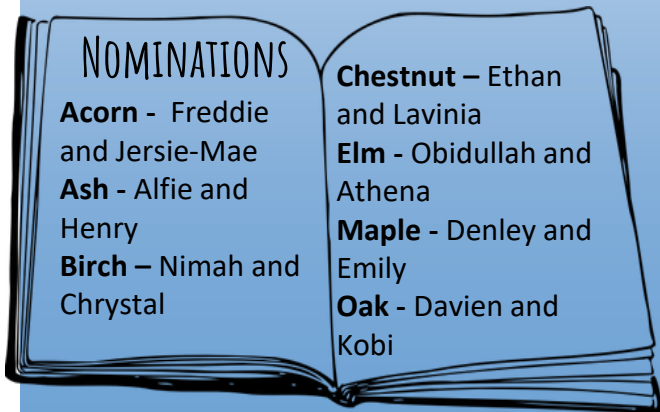 NOMINATIONS
Acorn -  Freddie
and Jersie-Mae
Ash - Alfie and
Henry
Birch – Nimah and
Chrystal
Chestnut – Ethan
and Lavinia
Elm - Obidullah and
Athena
Maple - Denley and
Emily
Oak - Davien and
Kobi